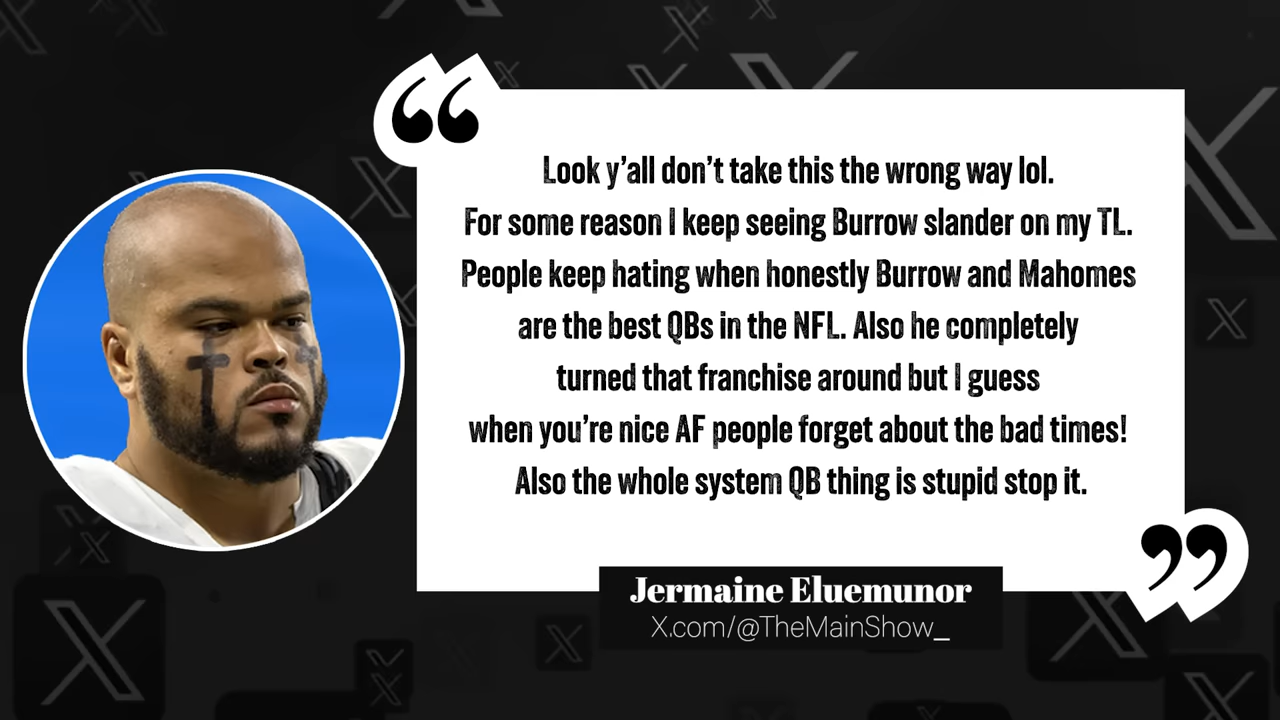 Look y'all don't take this the wrong way lol.
For some reason I keep seeing Burrow slander on my TL.
People keep hating when honestly Burrow and Mahomes
are the best QBs in the NFL. Also he completely
turned that franchise around but I guess
when you're nice AF people forget about the bad times!
Also the whole system QB thing is stupid stop it.
Jermaine Eluemunor
X.com/@TheMainShow_